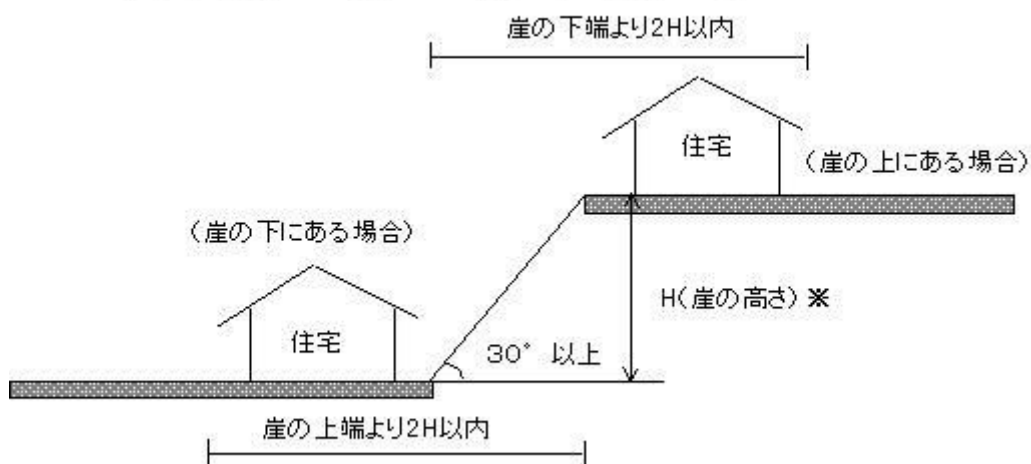 崖の下端より2H以内
住宅
(崖の上にある場合)
(崖の下にある場合)
H(崖の高さ)※
住宅
30°以上
崖の上端より2H以内